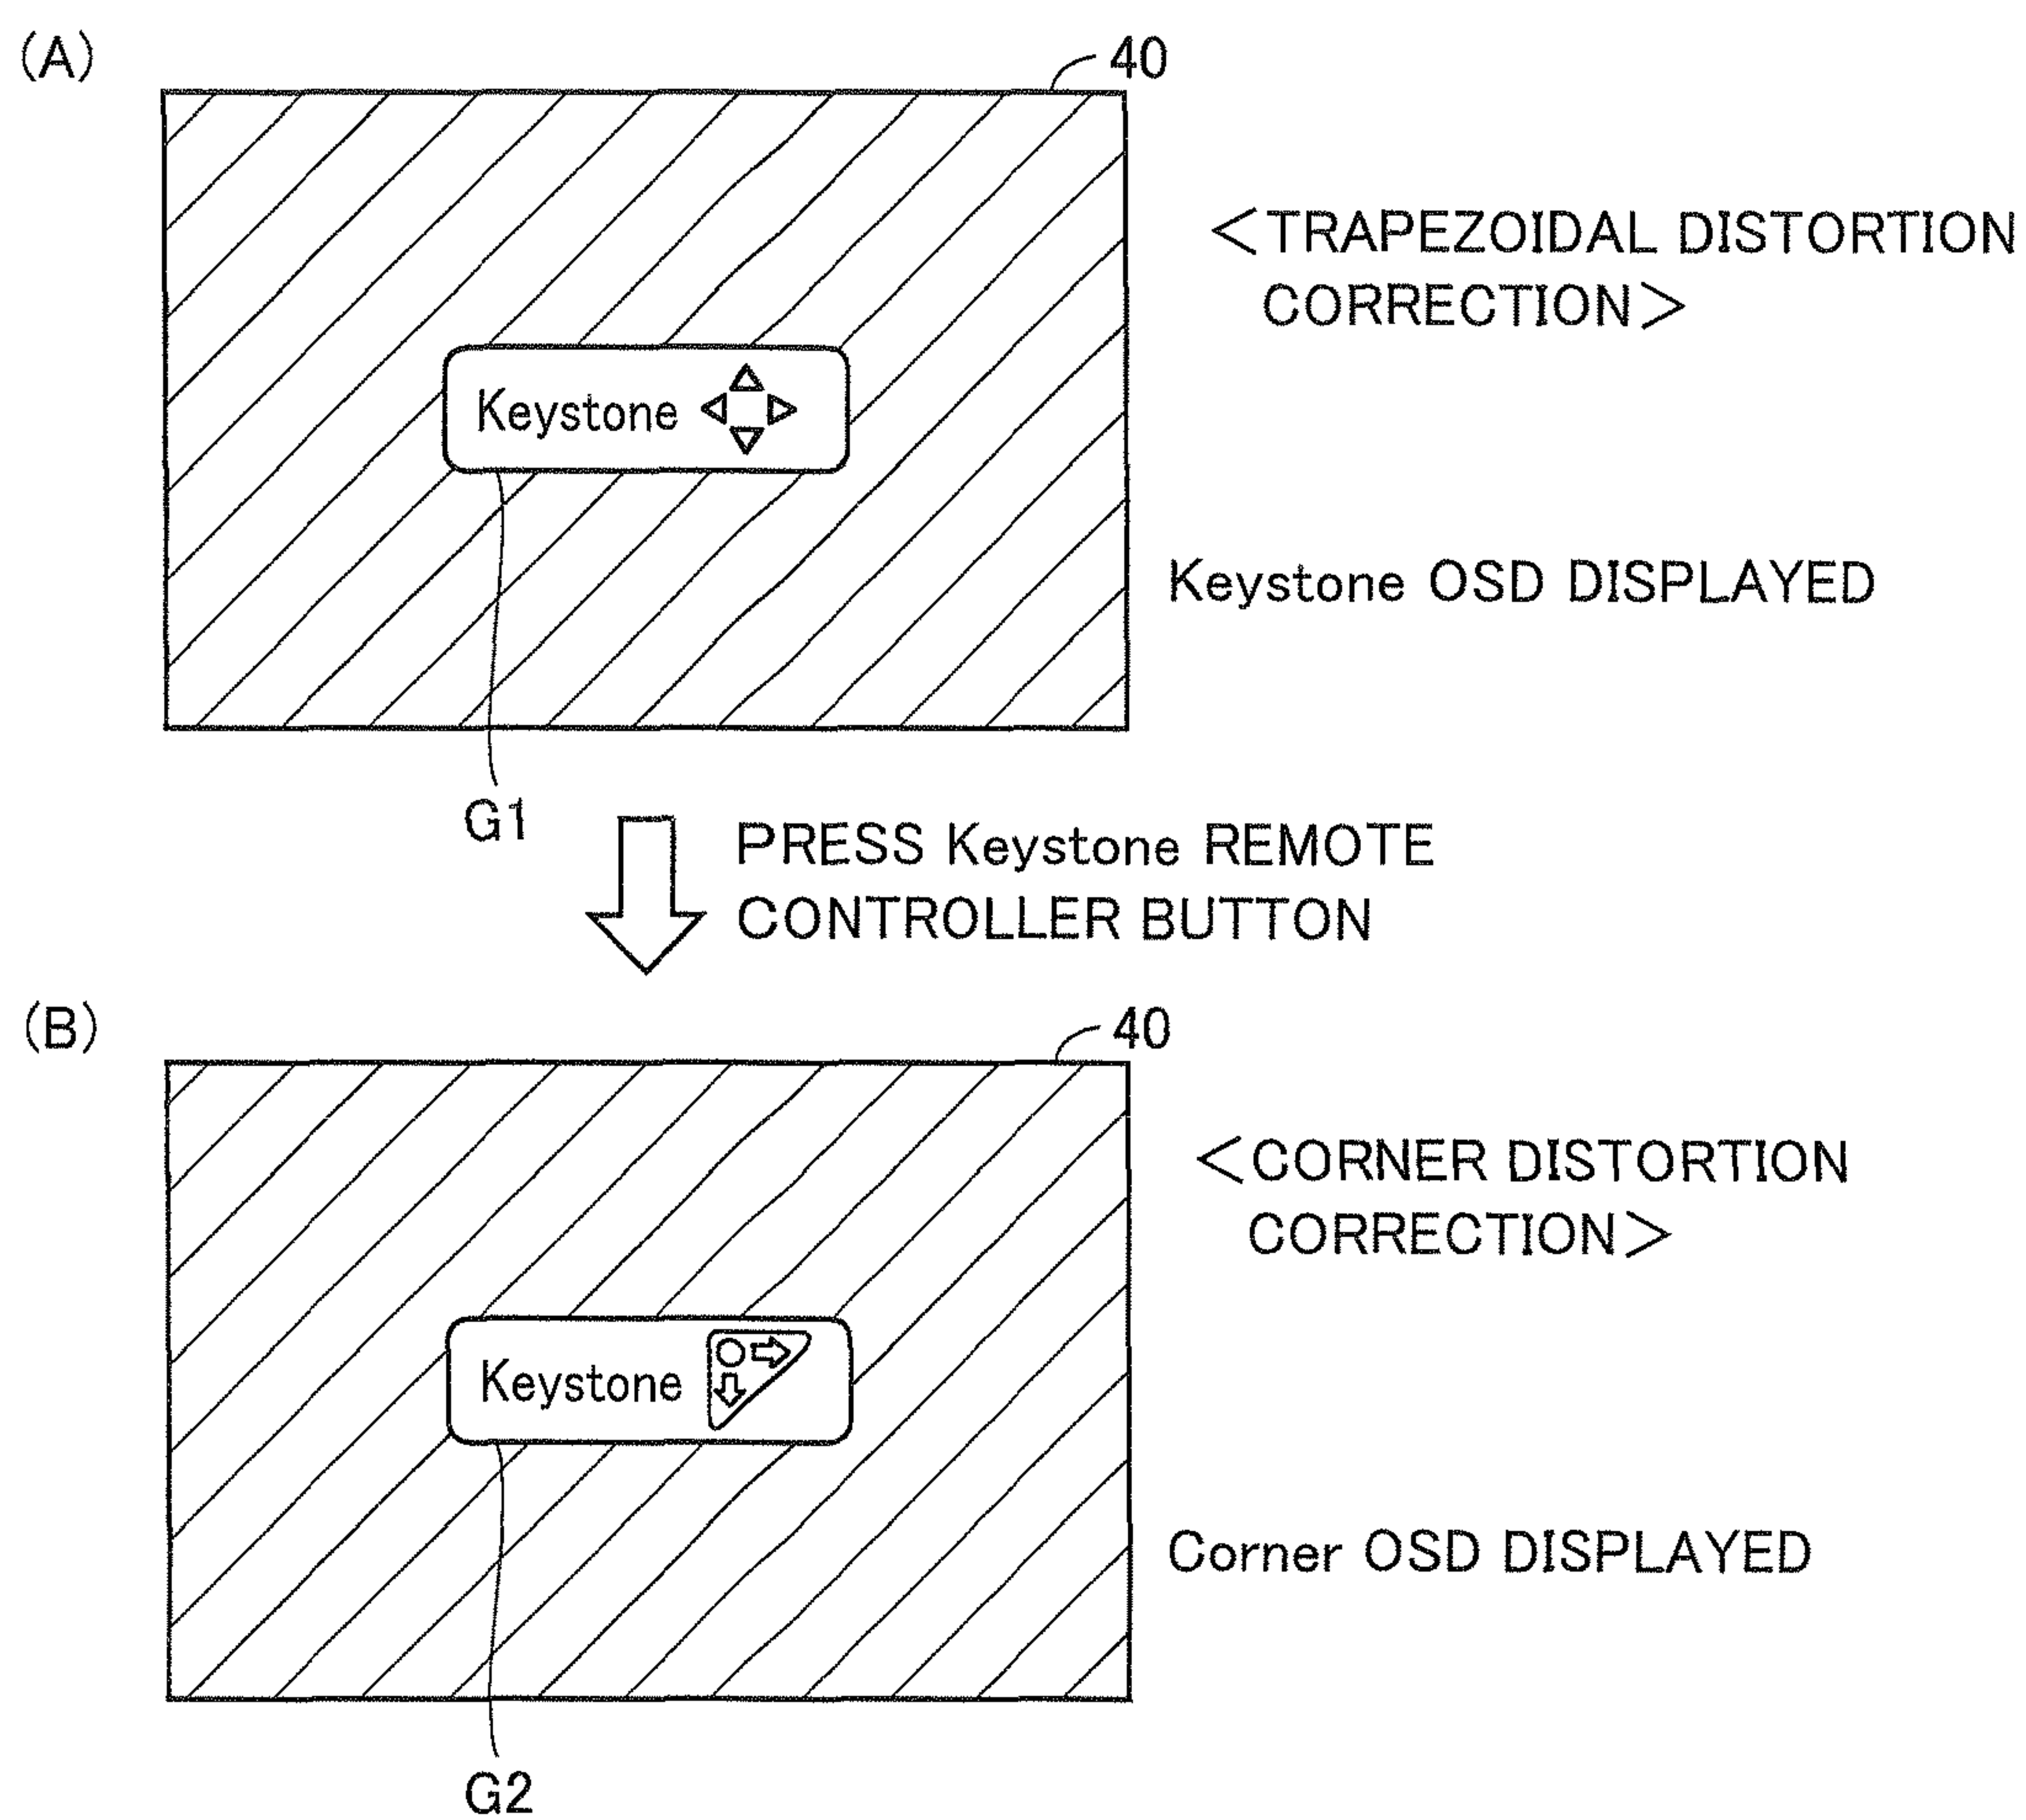 (A)
40
<TRAPEZOIDAL DISTORTION
CORRECTION>
Keystone
Keystone OSD DISPLAYED
G1
PRESS Keystone REMOTE
CONTROLLER BUTTON
(B)
40
<CORNER DISTORTION
CORRECTION>
Keystone
Corner OSD DISPLAYED
G2